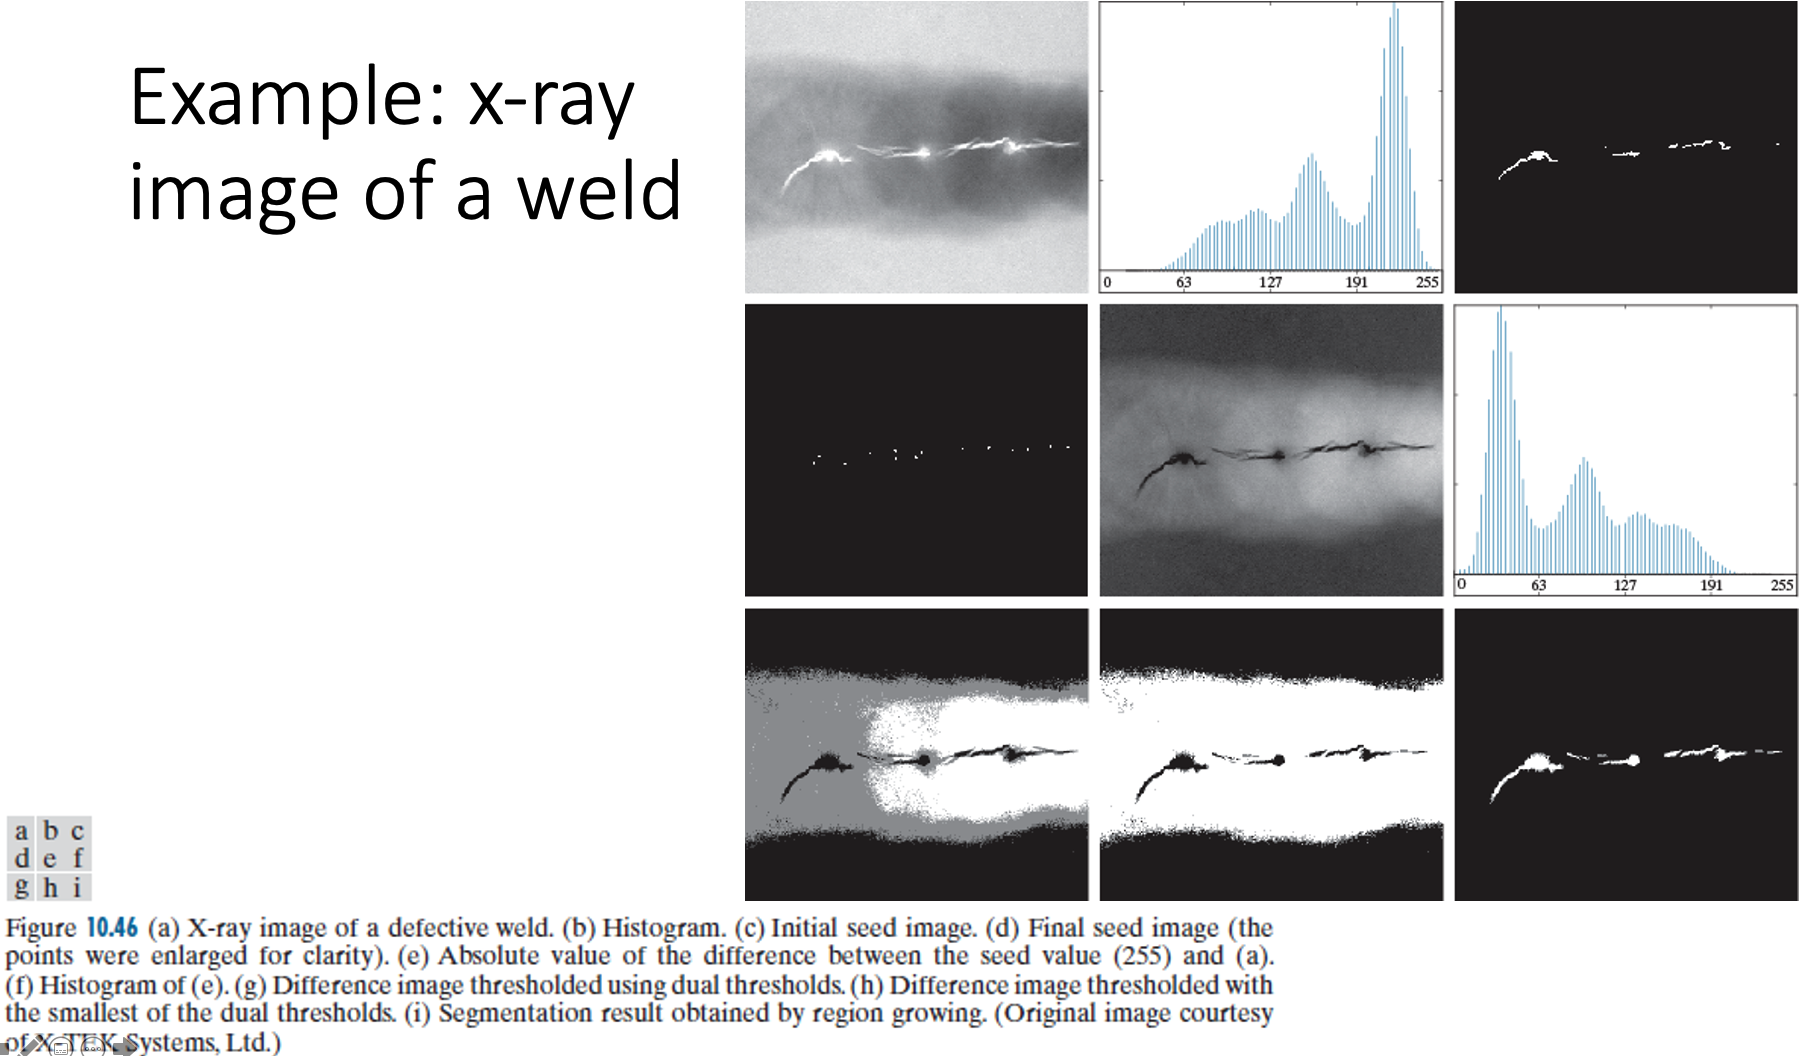 Example: x-ray
image of a weld
0 63 127 191 255
0 63 127 191 255
a b c
d e f
g h i
Figure 10.46 (a) X-ray image of a defective weld. (b) Histogram. (c) Initial seed image. (d) Final seed image (the
points were enlarged for clarity). (e) Absolute value of the difference between the seed value (255) and (a).
(f) Histogram of (e). (g) Difference image thresholded using dual thresholds. (h) Difference image thresholded with
the smallest of the dual thresholds. (i) Segmentation result obtained by region growing. (Original image courtesy
of X-TEK Systems, Ltd.)